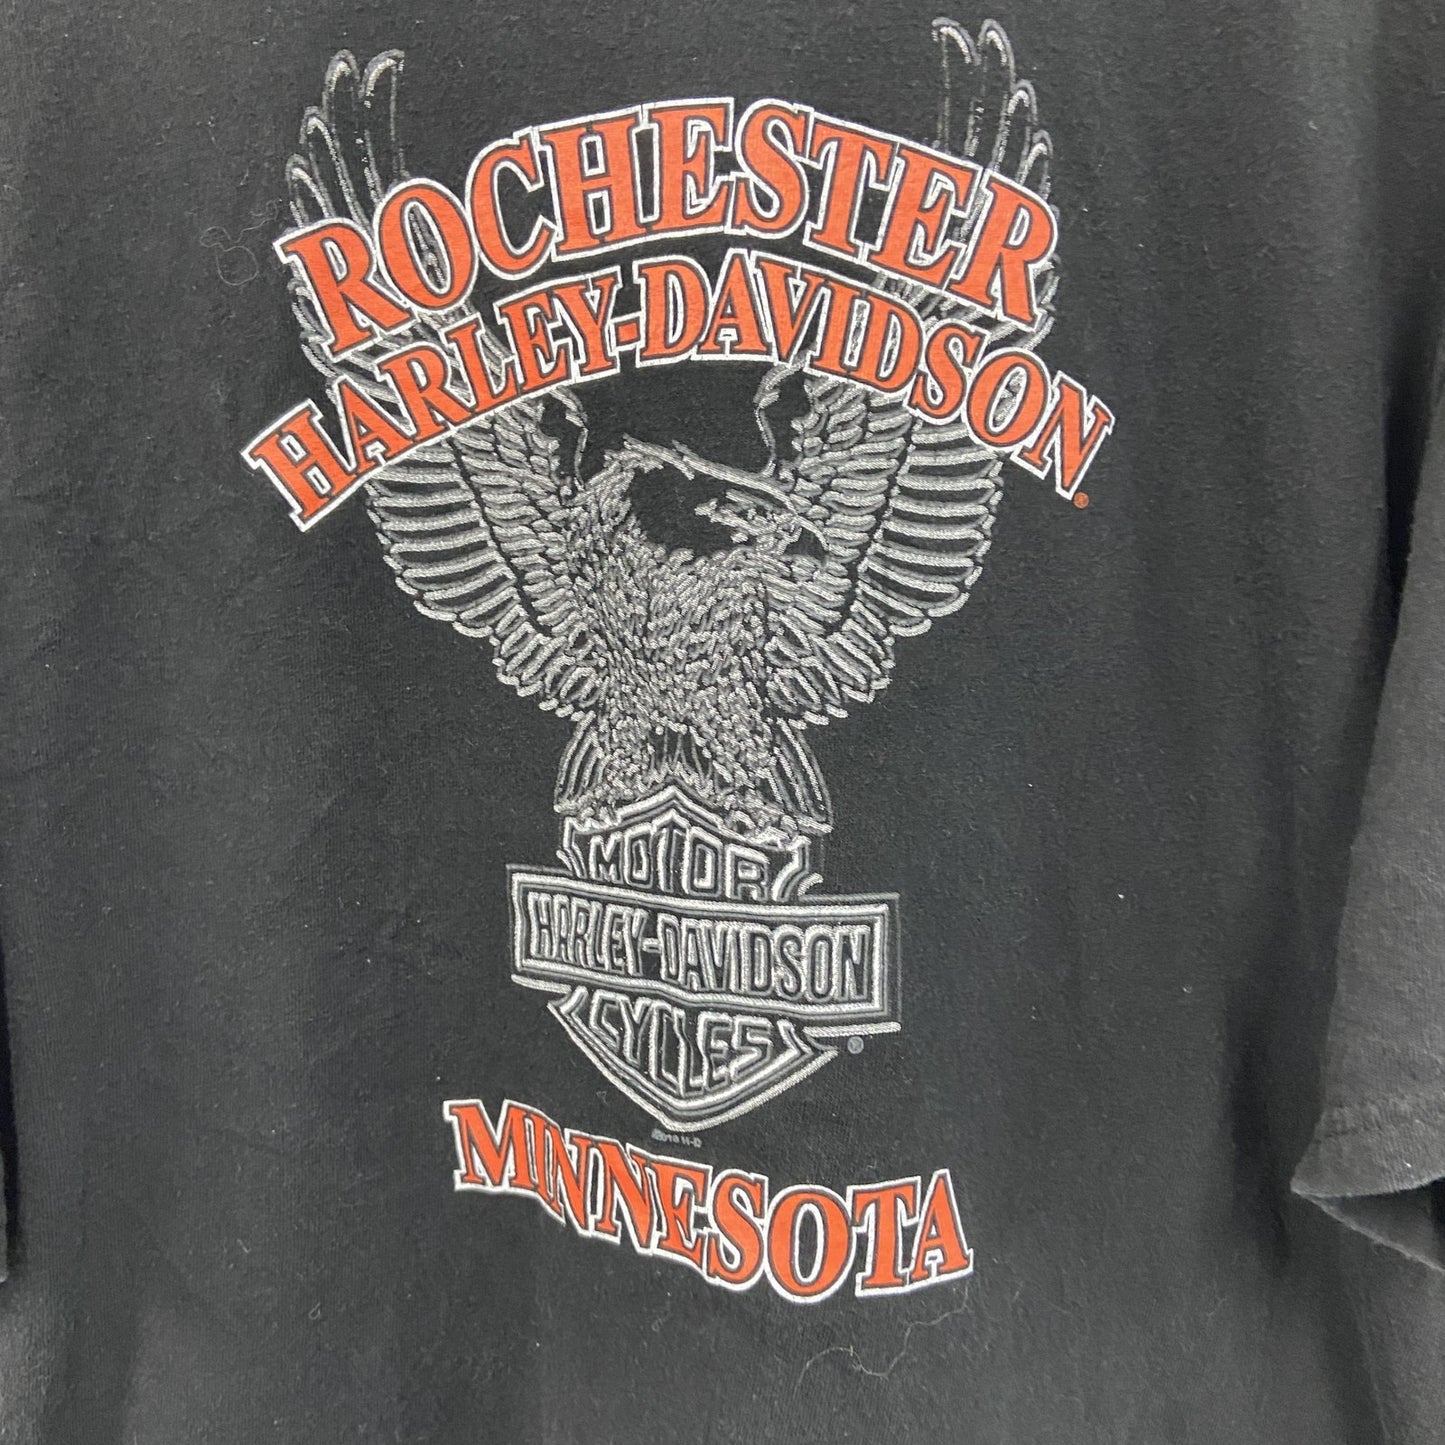 ROCHESTER
HARLEY-DAVIDSON®
MOTOR
HARLEY-DAVIDSON
CYCLES
®
H-D
MINNESOTA